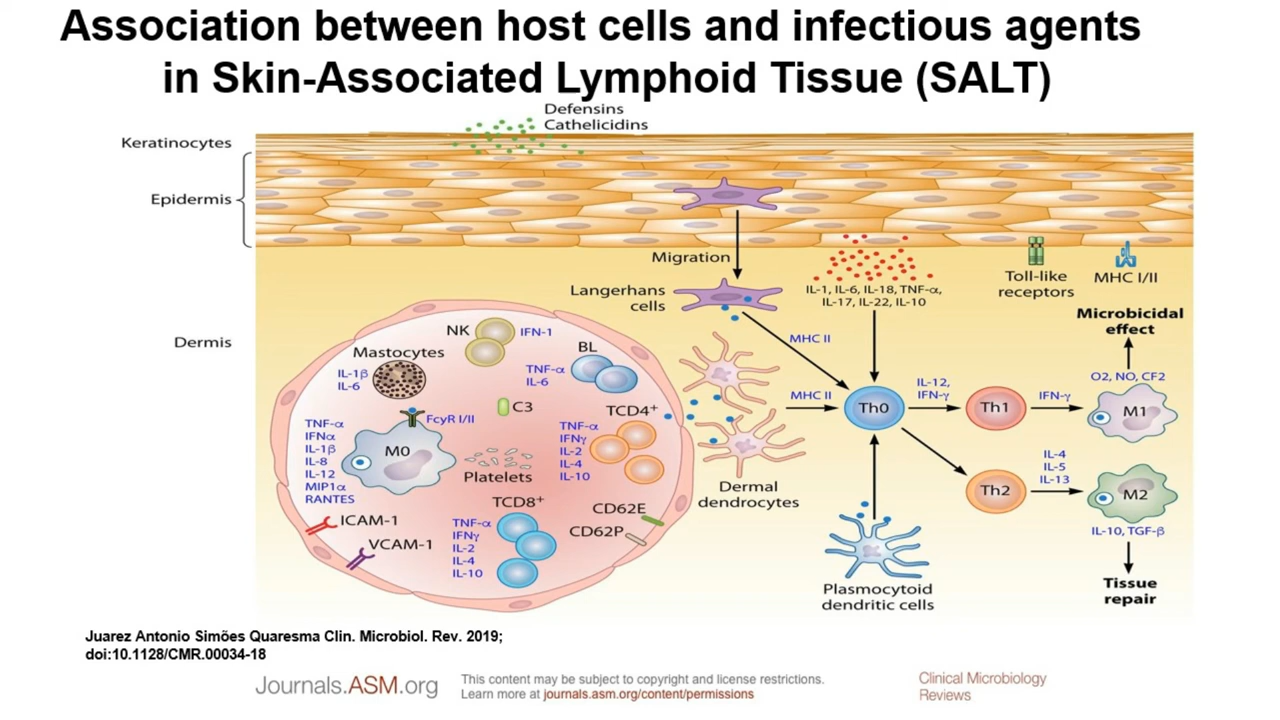 Association between host cells and infectious agents
in Skin-Associated Lymphoid Tissue (SALT)
Defensins
Cathelicidins
Keratinocytes
Epidermis
Migration
Langerhans
cells
IL-1, IL-6, IL-18, TNF-α,
IL-17, IL-22, IL-10
Toll-like
receptors
MHC I/II
Dermis
NK
IFN-1
Mastocytes
IL-1β
IL-6
BL
TNF-α
IL-6
C3
FcyR I/II
TNF-α
IFNα
IL-1β
IL-8
IL-12
MIP1α
RANTES
M0
Platelets
TCD4+
TNF-α
IFNγ
IL-2
IL-4
IL-10
TCD8+
TNF-α
IFNγ
IL-2
IL-4
IL-10
ICAM-1
VCAM-1
CD62E
CD62P
Dermal
dendrocytes
MHC II
MHC II
Th0
IL-12,
IFN-γ
Th1
IFN-γ
Microbicidal
effect
O2, NO, CF2
M1
Th2
IL-4
IL-5
IL-13
M2
IL-10, TGF-β
Tissue
repair
Plasmocytoid
dendritic cells
Juarez Antonio Simões Quaresma Clin. Microbiol. Rev. 2019;
doi:10.1128/CMR.00034-18
Journals.ASM.org
This content may be subject to copyright and license restrictions.
Learn more at journals.asm.org/content/permissions
Clinical Microbiology
Reviews